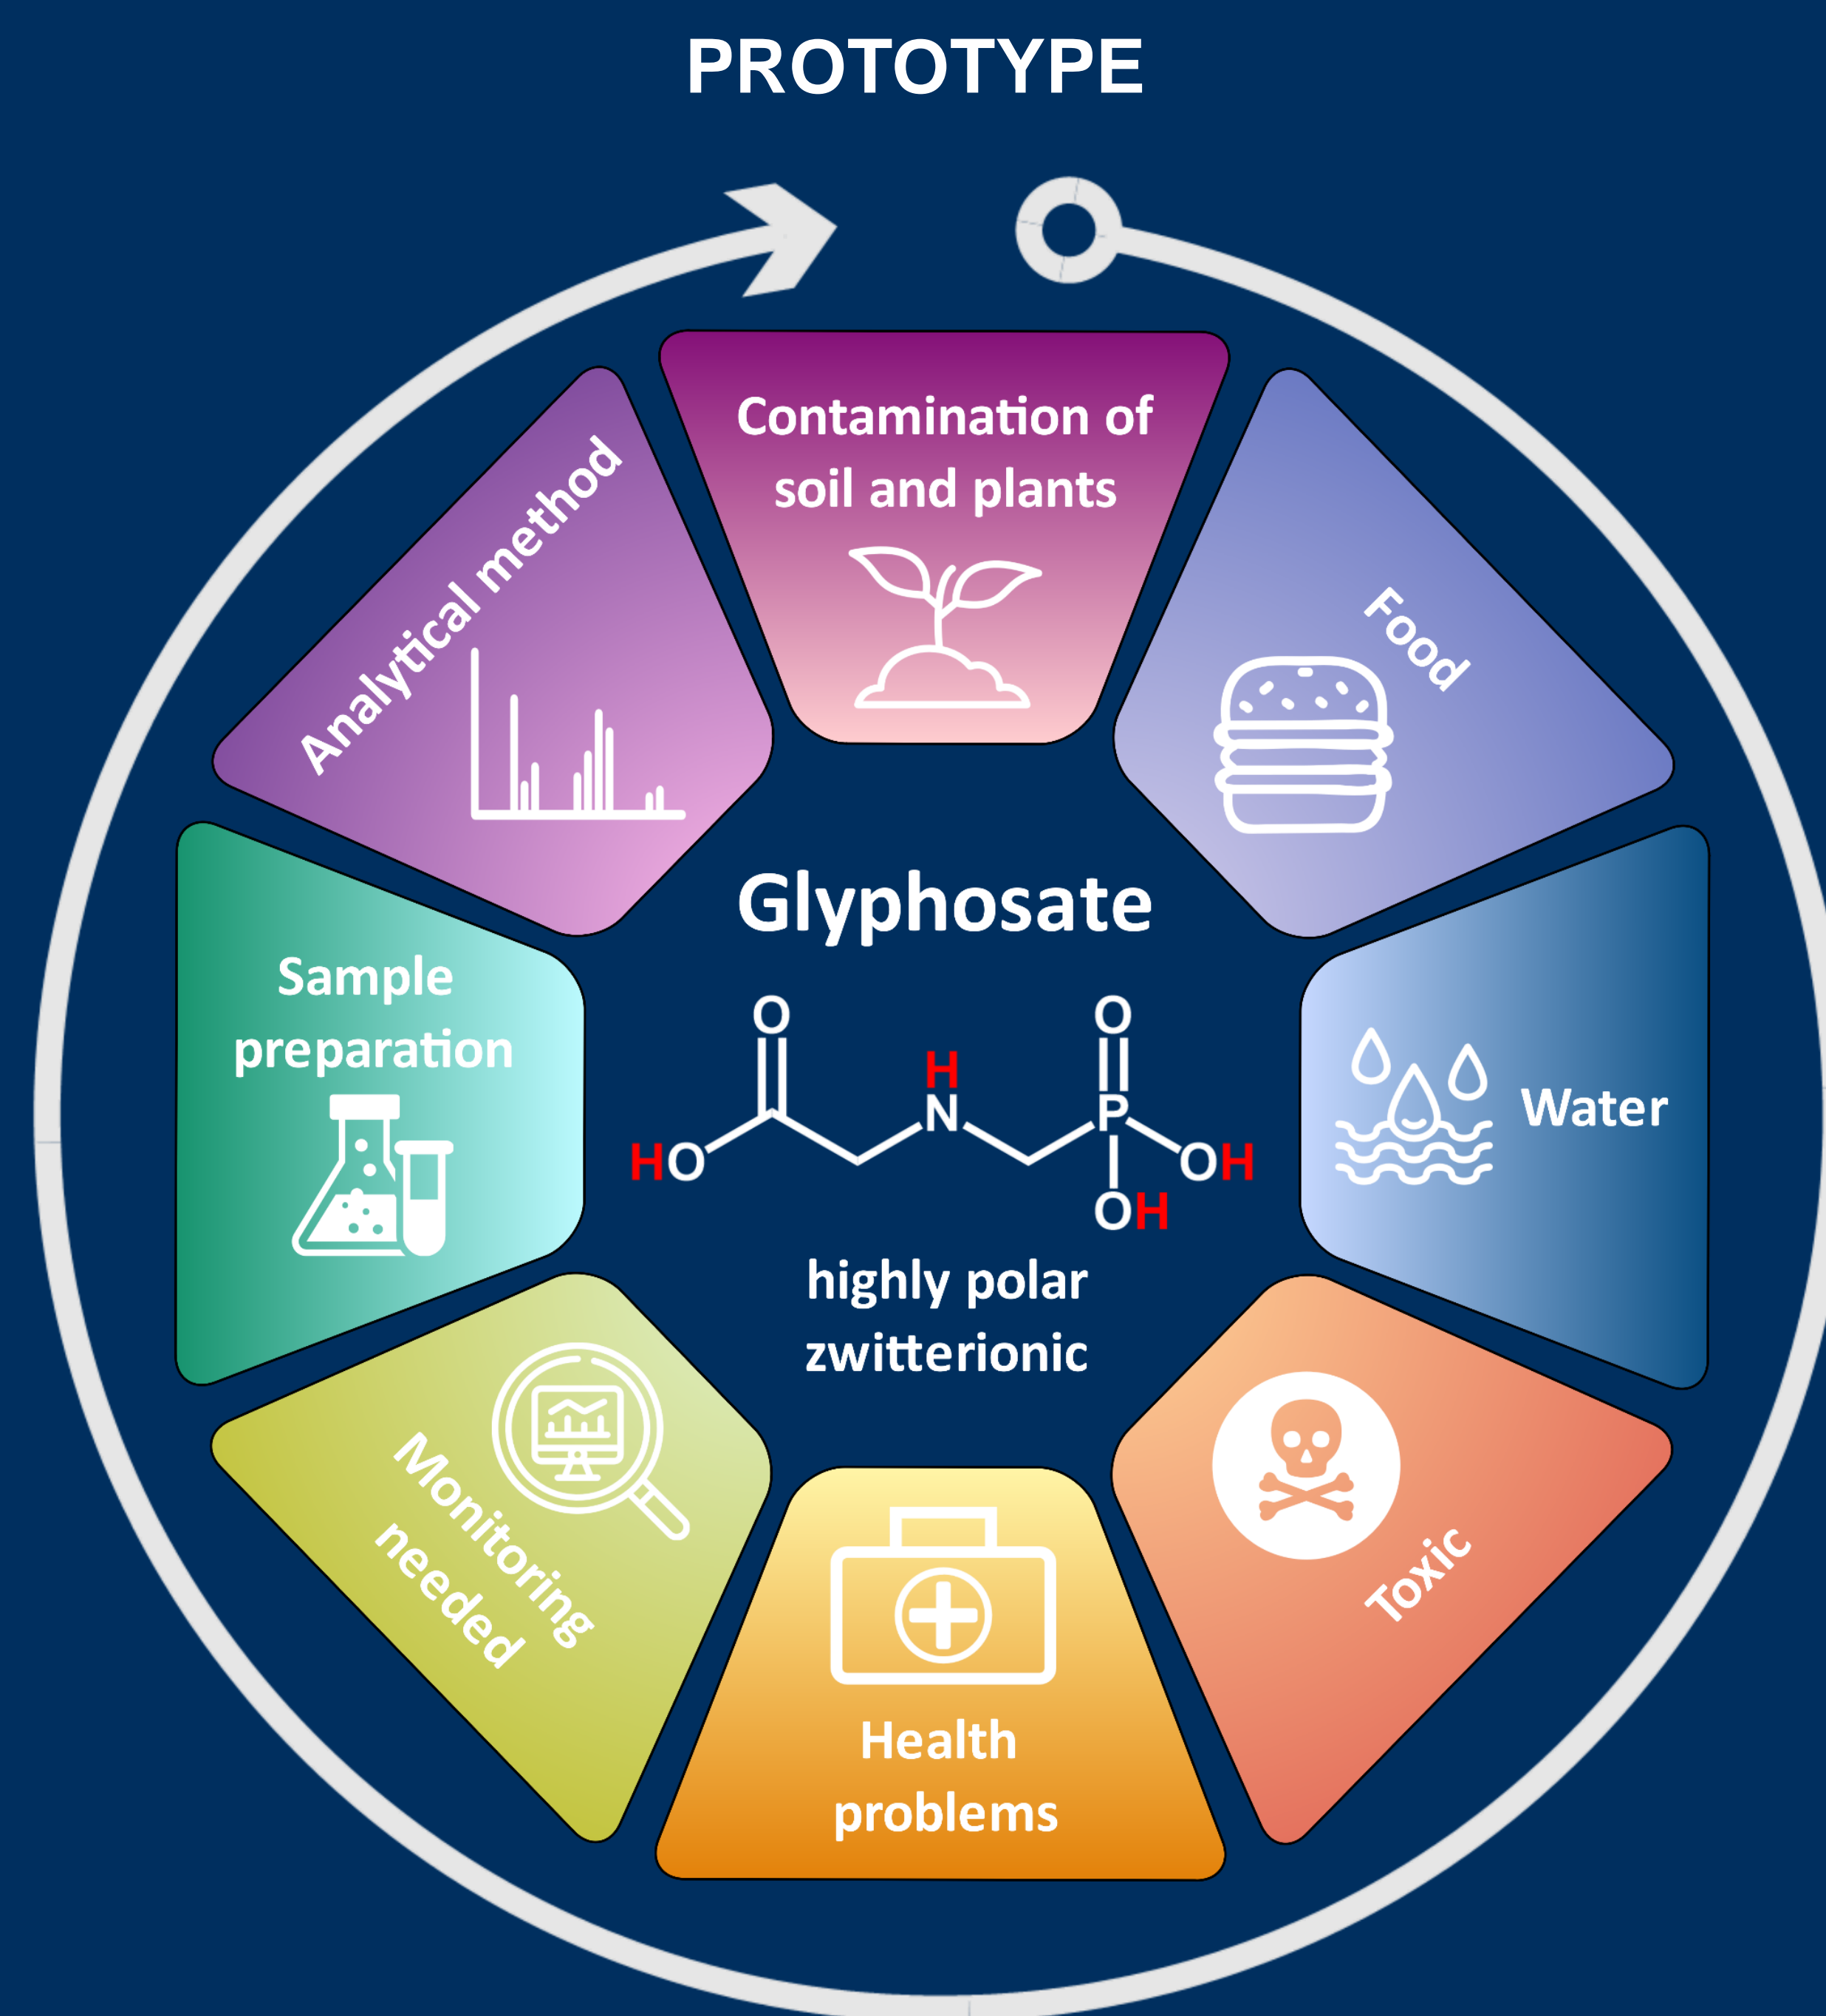 PROTOTYPE
Contamination of
soil and plants
Food
Water
Toxic
Health
problems
Monitoring
needed
Sample
preparation
Analytical method
Glyphosate
O
O
H
N
P
HO
OH
OH
highly polar
zwitterionic